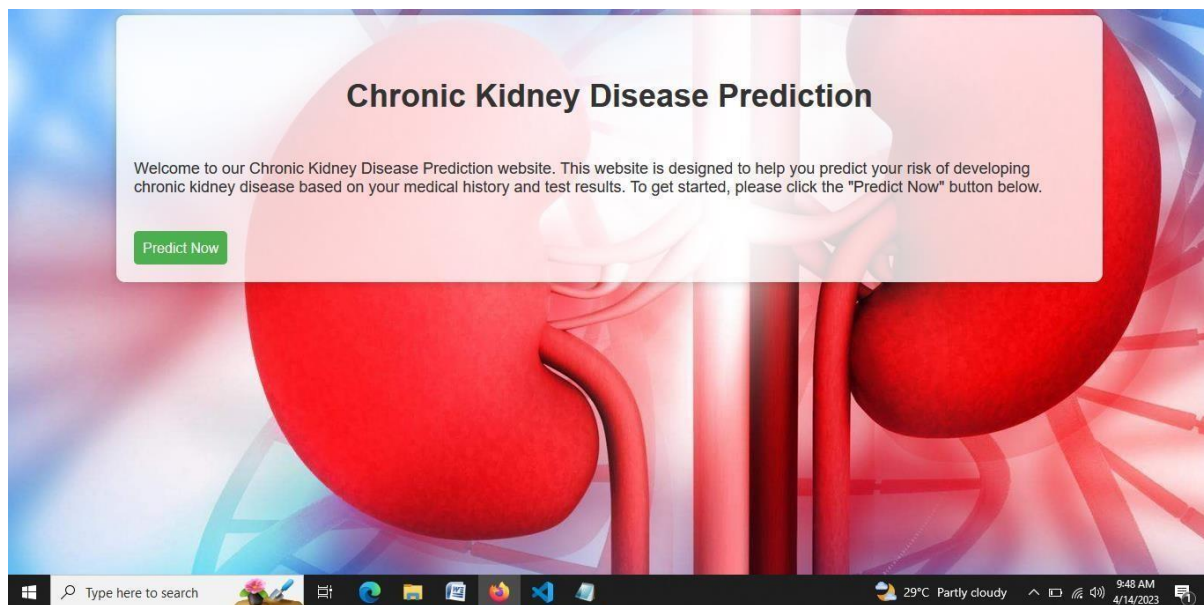 Chronic Kidney Disease Prediction
Welcome to our Chronic Kidney Disease Prediction website. This website is designed to help you predict your risk of developing
chronic kidney disease based on your medical history and test results. To get started, please click the "Predict Now" button below.
Predict Now
Type here to search
29°C Partly cloudy
9:48 AM
4/14/2023
1